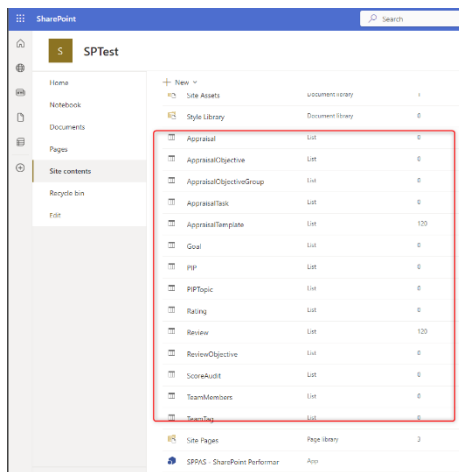 SharePoint
Search
S SPTest
Home
Notebook
Documents
Pages
Site contents
Recycle bin
Edit
+ New
Site Assets Document library
Style Library Document library 0
Appraisal List 0
AppraisalObjective List 0
AppraisalObjectiveGroup List 0
AppraisalTask List 0
AppraisalTemplate List 120
Goal List 0
PIP List 0
PIPTopic List 0
Rating List 0
Review List 120
ReviewObjective List 0
ScoreAudit List 0
TeamMembers List 0
TeamTag List 0
Site Pages Page library 3
SPPAS - SharePoint Performar App